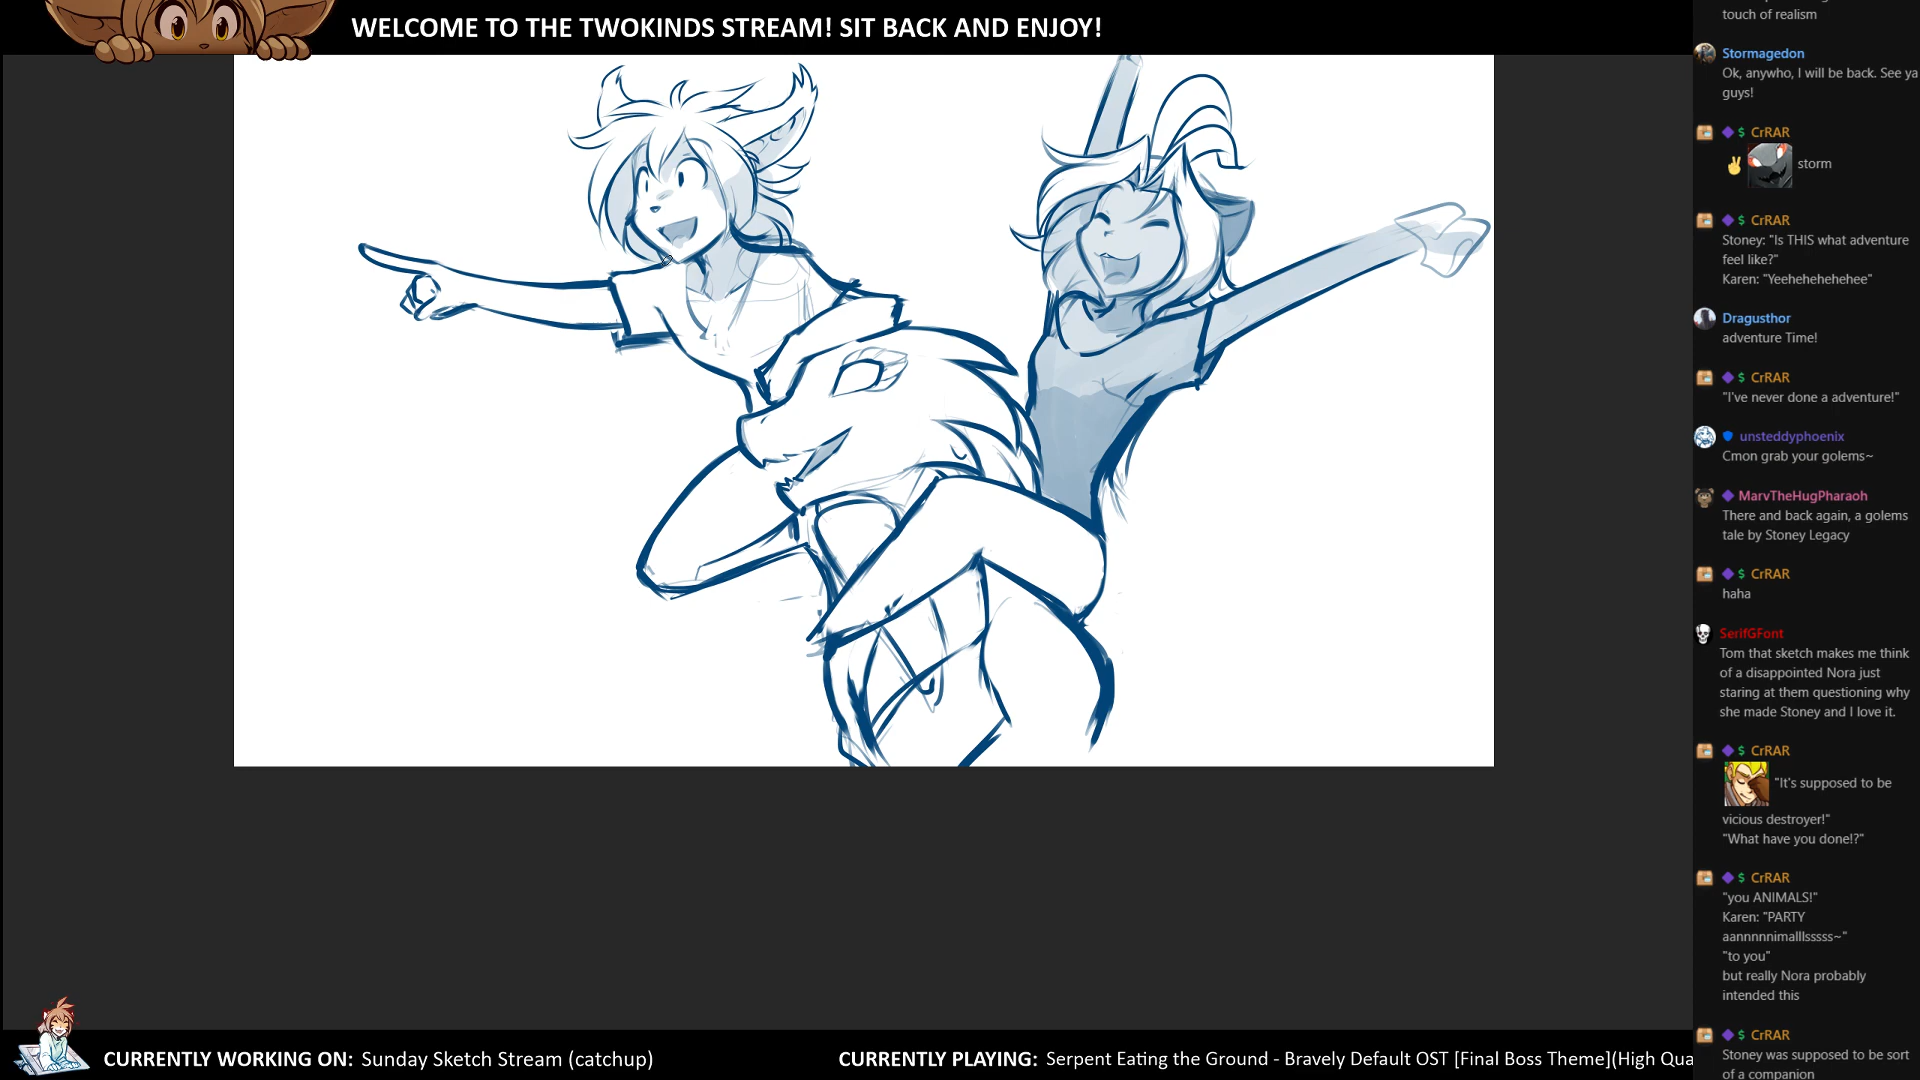 WELCOME TO THE TWOKINDS STREAM! SIT BACK AND ENJOY!
touch of realism
Stormagedon
Ok, anywho, I will be back. See ya
guys!
$ CrRAR
storm
$ CrRAR
Stoney: "Is THIS what adventure
feel like?"
Karen: "Yeehehehehehee"
Dragusthor
adventure Time!
$ CrRAR
"I've never done a adventure!"
unsteddyphoenix
Cmon grab your golems~
MarvTheHugPharaoh
There and back again, a golems
tale by Stoney Legacy
$ CrRAR
haha
SerifGFont
Tom that sketch makes me think
of a disappointed Nora just
staring at them questioning why
she made Stoney and I love it.
$ CrRAR
"It's supposed to be
vicious destroyer!"
"What have you done!?"
$ CrRAR
"you ANIMALS!"
Karen: "PARTY
aannnnnimalllsssss~"
"to you"
but really Nora probably
intended this
$ CrRAR
Stoney was supposed to be sort
of a companion
CURRENTLY WORKING ON: Sunday Sketch Stream (catchup)
CURRENTLY PLAYING: Serpent Eating the Ground - Bravely Default OST [Final Boss Theme](High Qua